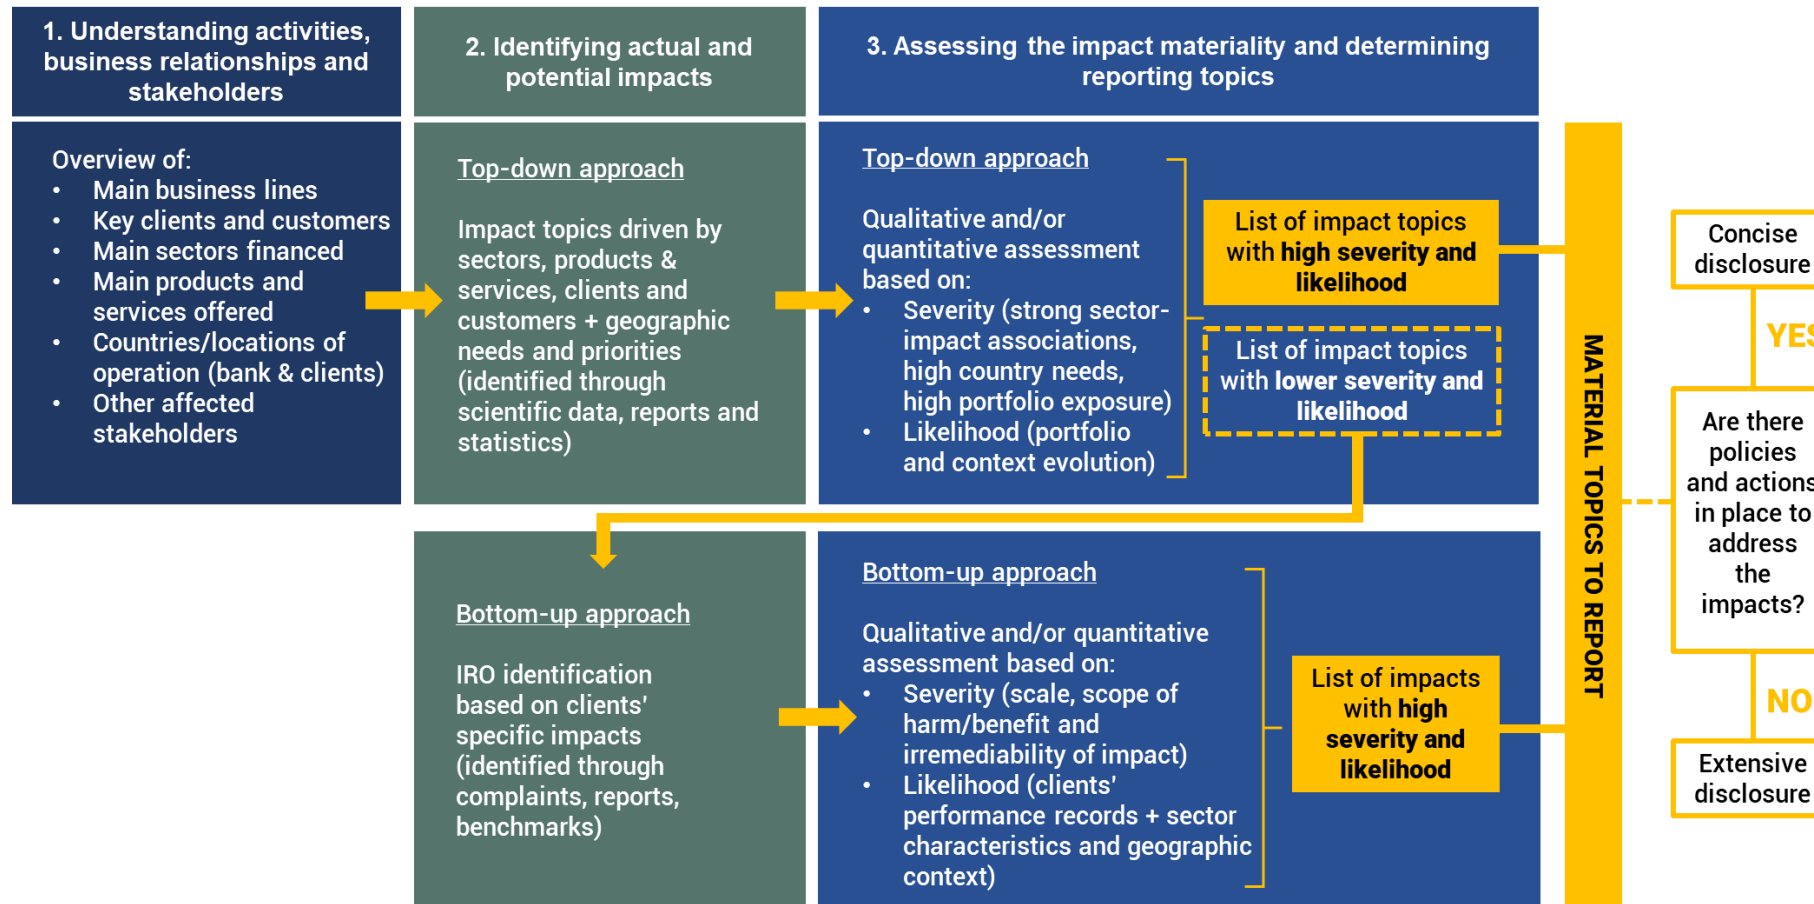 1. Understanding activities,
business relationships and
stakeholders
2. Identifying actual and
potential impacts
3. Assessing the impact materiality and determining
reporting topics
Overview of:
• Main business lines
• Key clients and customers
• Main sectors financed
• Main products and
services offered
• Countries/locations of
operation (bank & clients)
• Other affected
stakeholders
Top-down approach
Impact topics driven by
sectors, products &
services, clients and
customers + geographic
needs and priorities
(identified through
scientific data, reports and
statistics)
Top-down approach
Qualitative and/or
quantitative assessment
based on:
• Severity (strong sector-
impact associations,
high country needs,
high portfolio exposure)
• Likelihood (portfolio
and context evolution)
List of impact topics
with high severity and
likelihood
List of impact topics
with lower severity and
likelihood
Bottom-up approach
IRO identification
based on clients'
specific impacts
(identified through
complaints, reports,
benchmarks)
Bottom-up approach
Qualitative and/or quantitative
assessment based on:
• Severity (scale, scope of
harm/benefit and
irremediability of impact)
• Likelihood (clients'
performance records + sector
characteristics and geographic
context)
List of impacts
with high
severity and
likelihood
MATERIAL TOPICS TO REPORT
Concise
disclosure
YES
Are there
policies
and actions
in place to
address
the
impacts?
NO
Extensive
disclosure